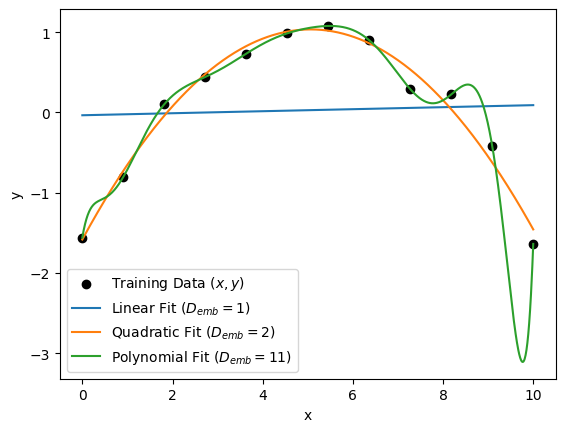 1
0
−1
−2
−3
y
Training Data (x, y)
Linear Fit (D_emb = 1)
Quadratic Fit (D_emb = 2)
Polynomial Fit (D_emb = 11)
0 2 4 6 8 10
x